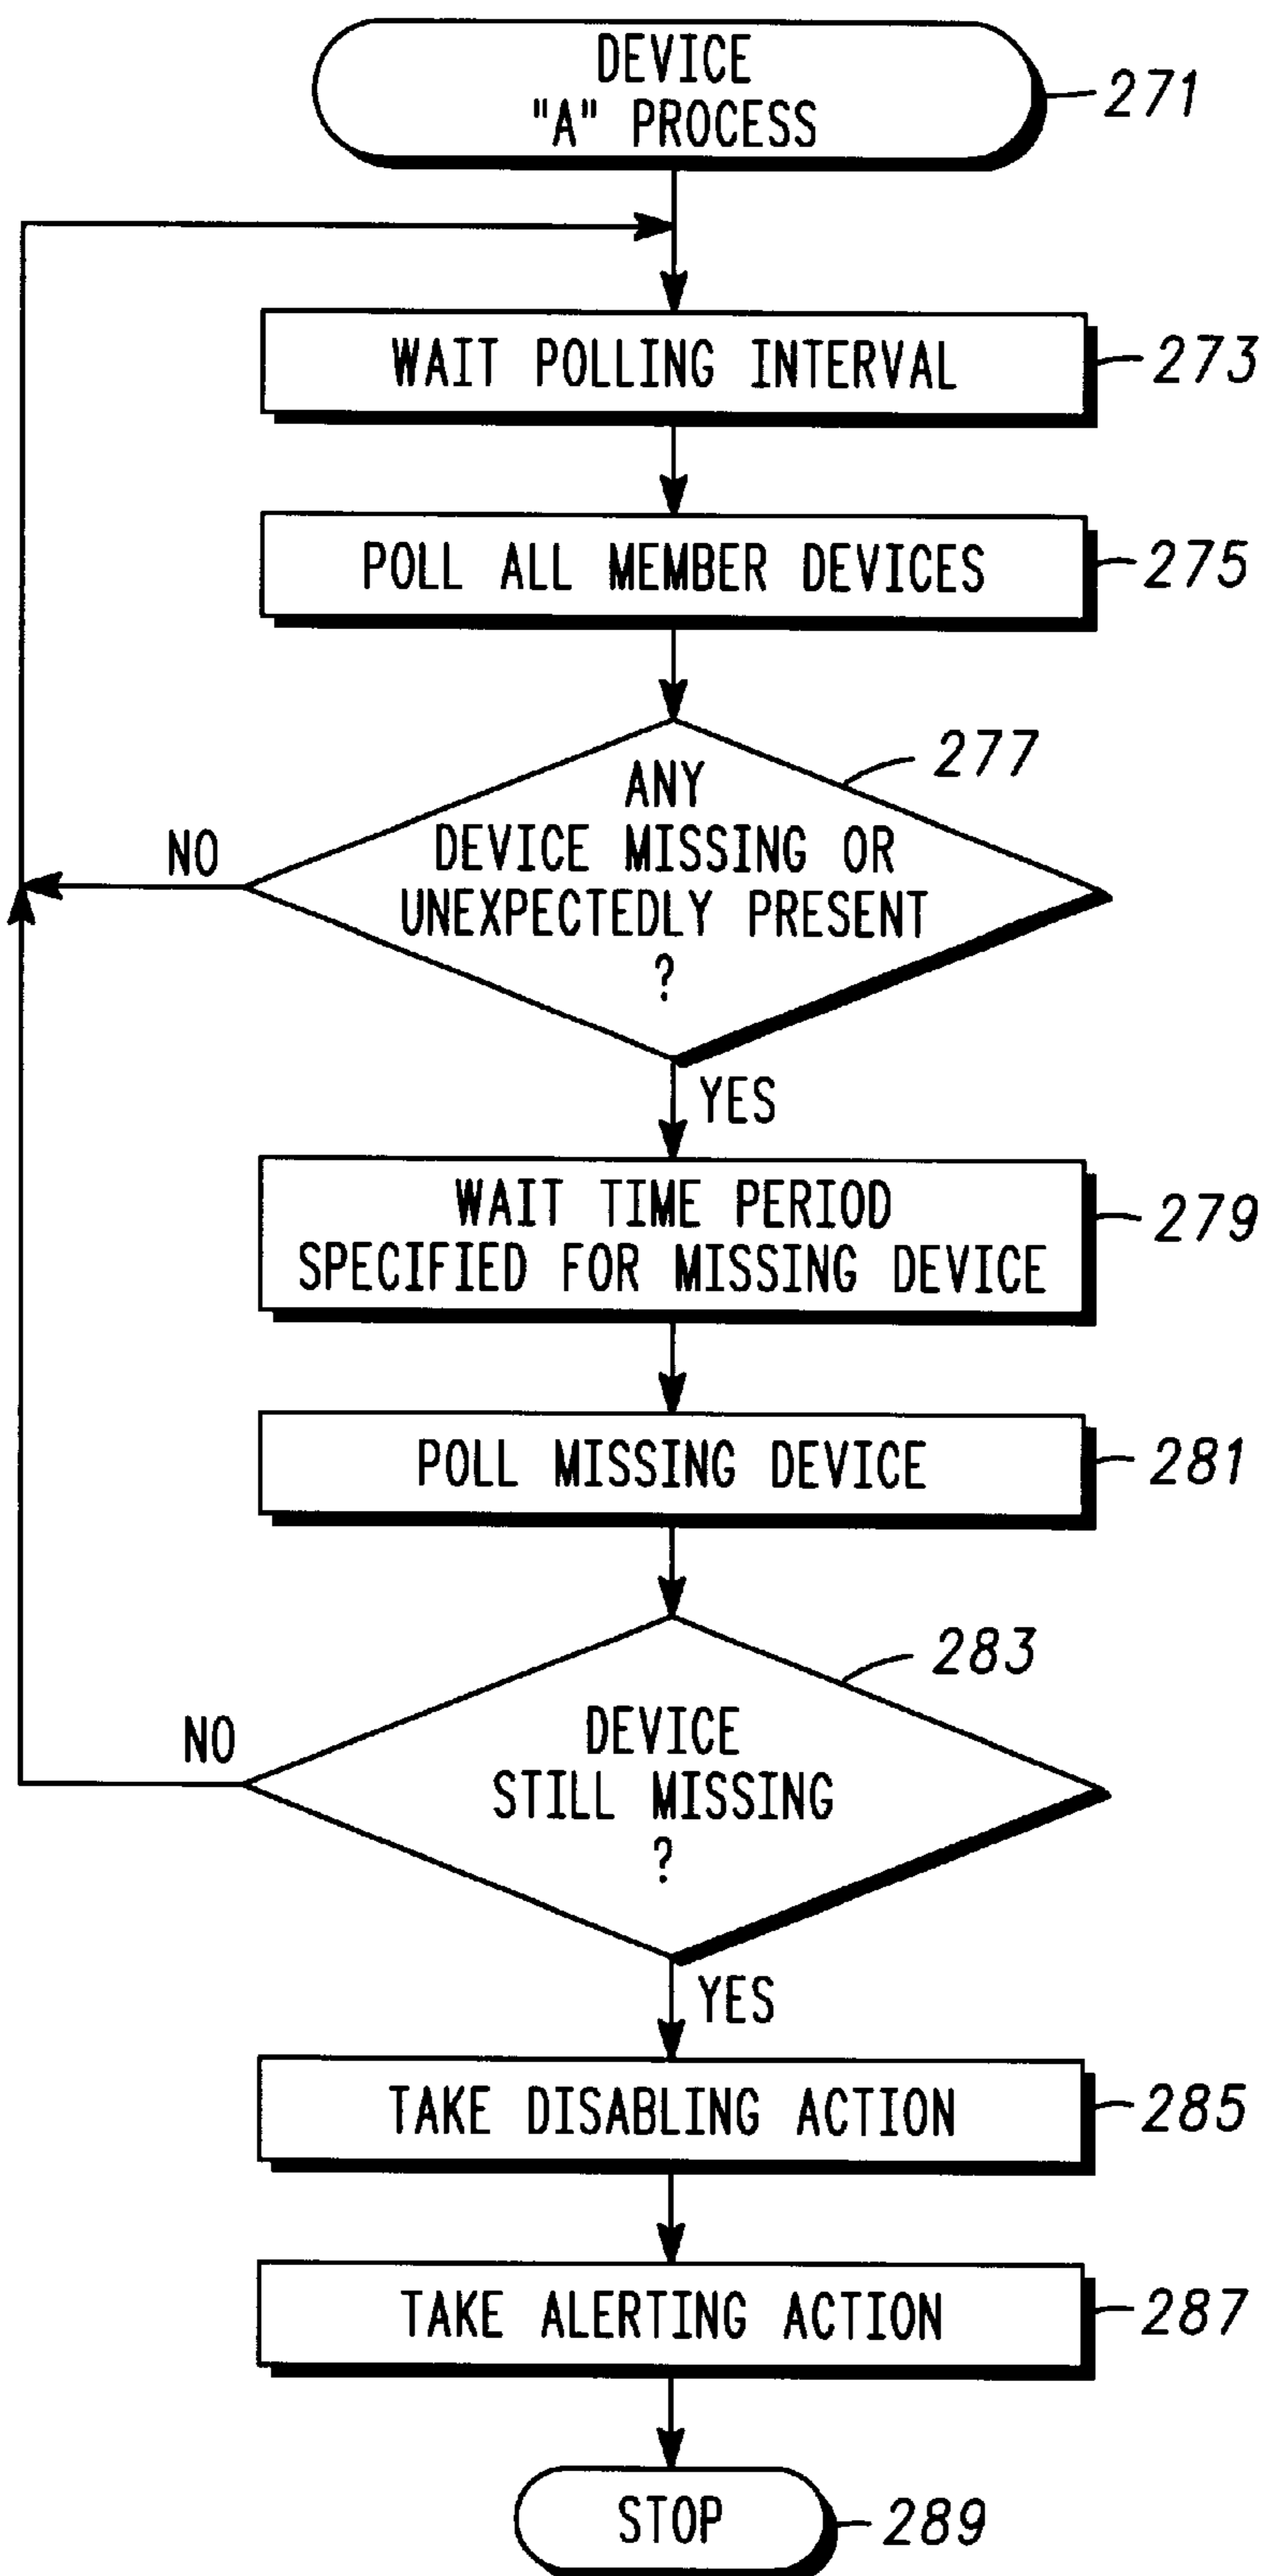 DEVICE
"A" PROCESS
271
WAIT POLLING INTERVAL
273
POLL ALL MEMBER DEVICES
275
277
ANY
DEVICE MISSING OR
UNEXPECTEDLY PRESENT
?
NO
YES
WAIT TIME PERIOD
SPECIFIED FOR MISSING DEVICE
279
POLL MISSING DEVICE
281
283
DEVICE
STILL MISSING
?
NO
YES
TAKE DISABLING ACTION
285
TAKE ALERTING ACTION
287
STOP
289